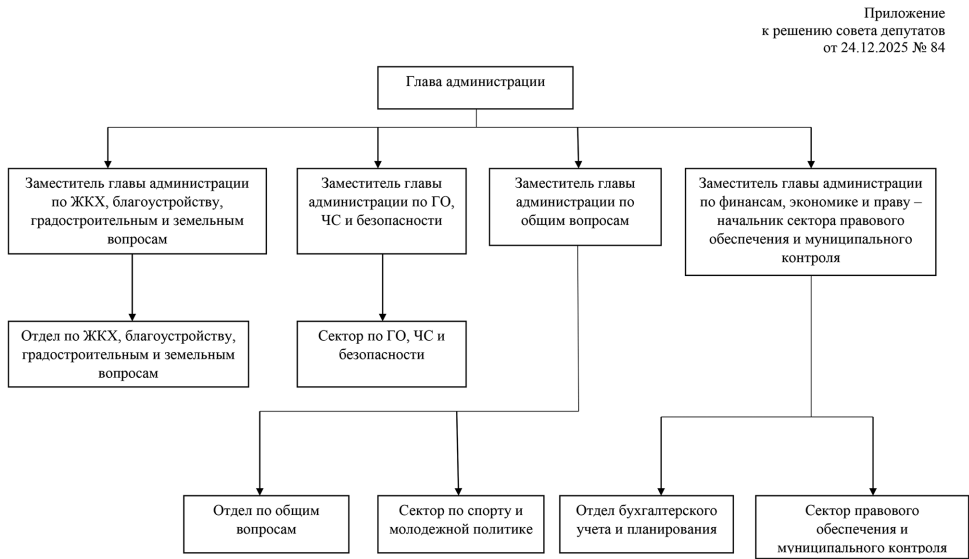 Приложение
к решению совета депутатов
от 24.12.2025 № 84
Глава администрации
Заместитель главы администрации
по ЖКХ, благоустройству,
градостроительным и земельным
вопросам
Заместитель главы
администрации по ГО,
ЧС и безопасности
Заместитель главы
администрации по
общим вопросам
Заместитель главы администрации
по финансам, экономике и праву –
начальник сектора правового
обеспечения и муниципального
контроля
Отдел по ЖКХ, благоустройству,
градостроительным и земельным
вопросам
Сектор по ГО, ЧС и
безопасности
Отдел по общим
вопросам
Сектор по спорту и
молодежной политике
Отдел бухгалтерского
учета и планирования
Сектор правового
обеспечения и
муниципального контроля